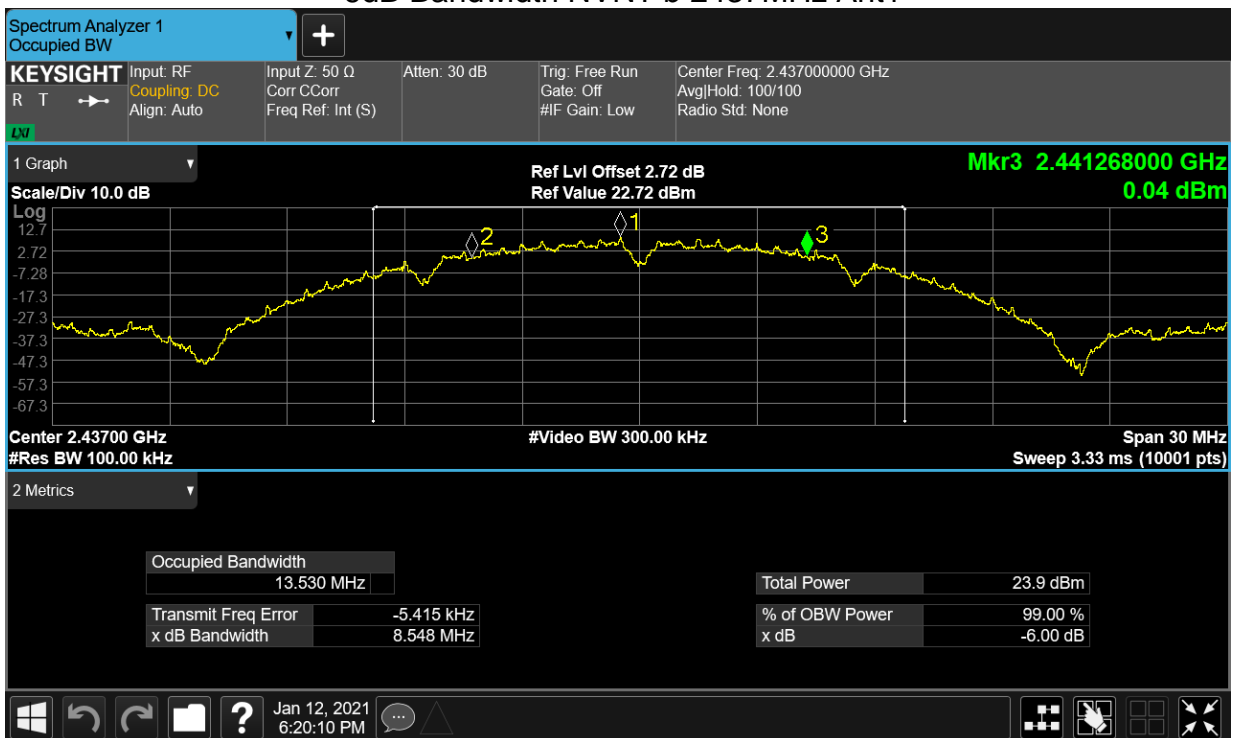 Spectrum Analyzer 1
Occupied BW
+
KEYSIGHT
R T
LXI
Input: RF
Coupling: DC
Align: Auto
Input Z: 50 Ω
Corr CCorr
Freq Ref: Int (S)
Atten: 30 dB
Trig: Free Run
Gate: Off
#IF Gain: Low
Center Freq: 2.437000000 GHz
Avg|Hold: 100/100
Radio Std: None
1 Graph
Scale/Div 10.0 dB
Ref Lvl Offset 2.72 dB
Ref Value 22.72 dBm
Mkr3 2.441268000 GHz
0.04 dBm
Log
12.7
2.72
-7.28
-17.3
-27.3
-37.3
-47.3
-57.3
-67.3
2
1
3
Center 2.43700 GHz
#Res BW 100.00 kHz
#Video BW 300.00 kHz
Span 30 MHz
Sweep 3.33 ms (10001 pts)
2 Metrics
Occupied Bandwidth
13.530 MHz
Transmit Freq Error -5.415 kHz
x dB Bandwidth 8.548 MHz
Total Power 23.9 dBm
% of OBW Power 99.00 %
x dB -6.00 dB
?
Jan 12, 2021
6:20:10 PM